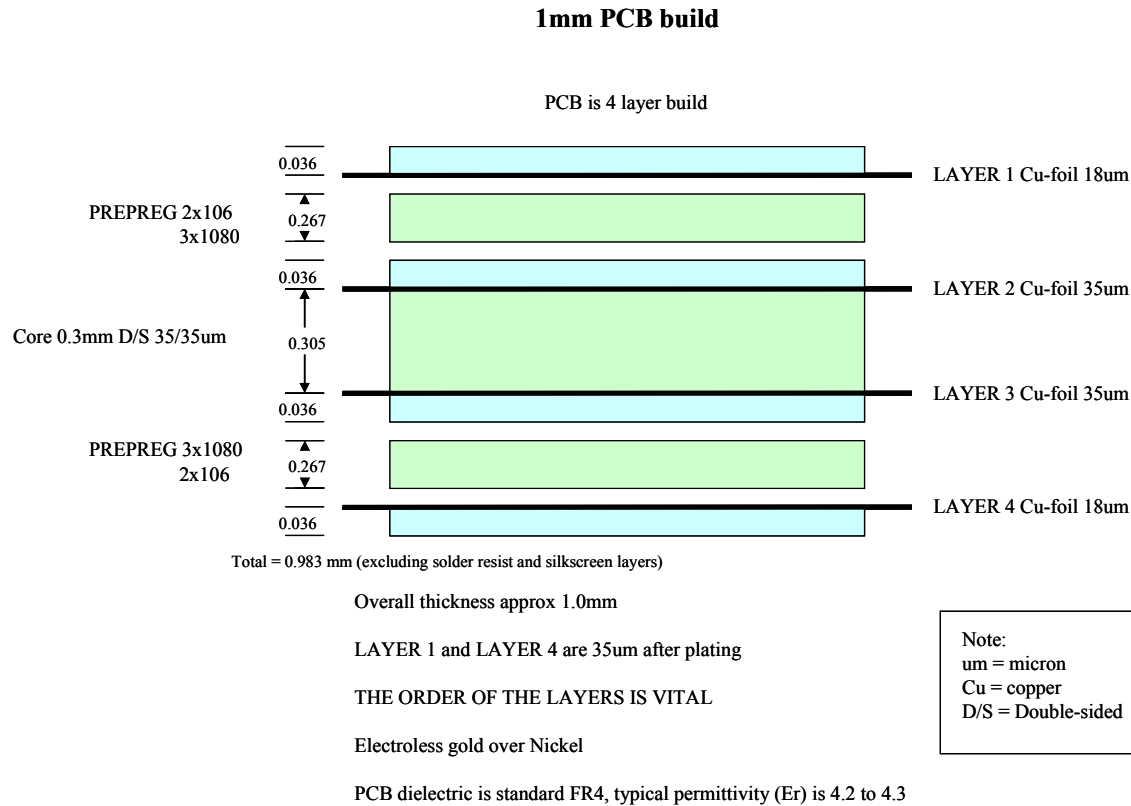 1mm PCB build
PCB is 4 layer build
0.036
LAYER 1 Cu-foil 18um
PREPREG 2x106
3x1080
0.267
0.036
LAYER 2 Cu-foil 35um
Core 0.3mm D/S 35/35um
0.305
LAYER 3 Cu-foil 35um
0.036
PREPREG 3x1080
2x106
0.267
LAYER 4 Cu-foil 18um
0.036
Total = 0.983 mm (excluding solder resist and silkscreen layers)
Overall thickness approx 1.0mm
LAYER 1 and LAYER 4 are 35um after plating
THE ORDER OF THE LAYERS IS VITAL
Electroless gold over Nickel
PCB dielectric is standard FR4, typical permittivity (Er) is 4.2 to 4.3
Note:
um = micron
Cu = copper
D/S = Double-sided